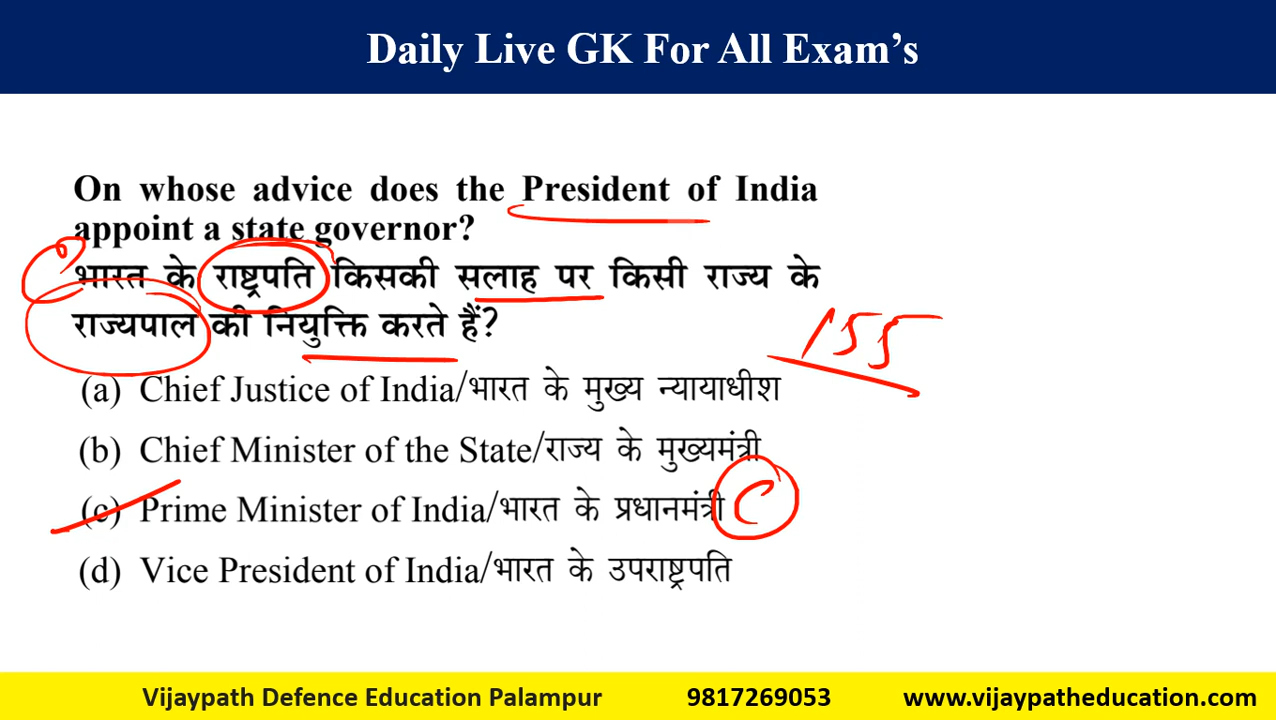 Daily Live GK For All Exam’s
On whose advice does the President of India
appoint a state governor?
भारत के राष्ट्रपति किसकी सलाह पर किसी राज्य के
राज्यपाल की नियुक्ति करते हैं?
155
(a) Chief Justice of India/भारत के मुख्य न्यायाधीश
(b) Chief Minister of the State/राज्य के मुख्यमंत्री
(c) Prime Minister of India/भारत के प्रधानमंत्री C
(d) Vice President of India/भारत के उपराष्ट्रपति
Vijaypath Defence Education Palampur 9817269053 www.vijaypatheducation.com